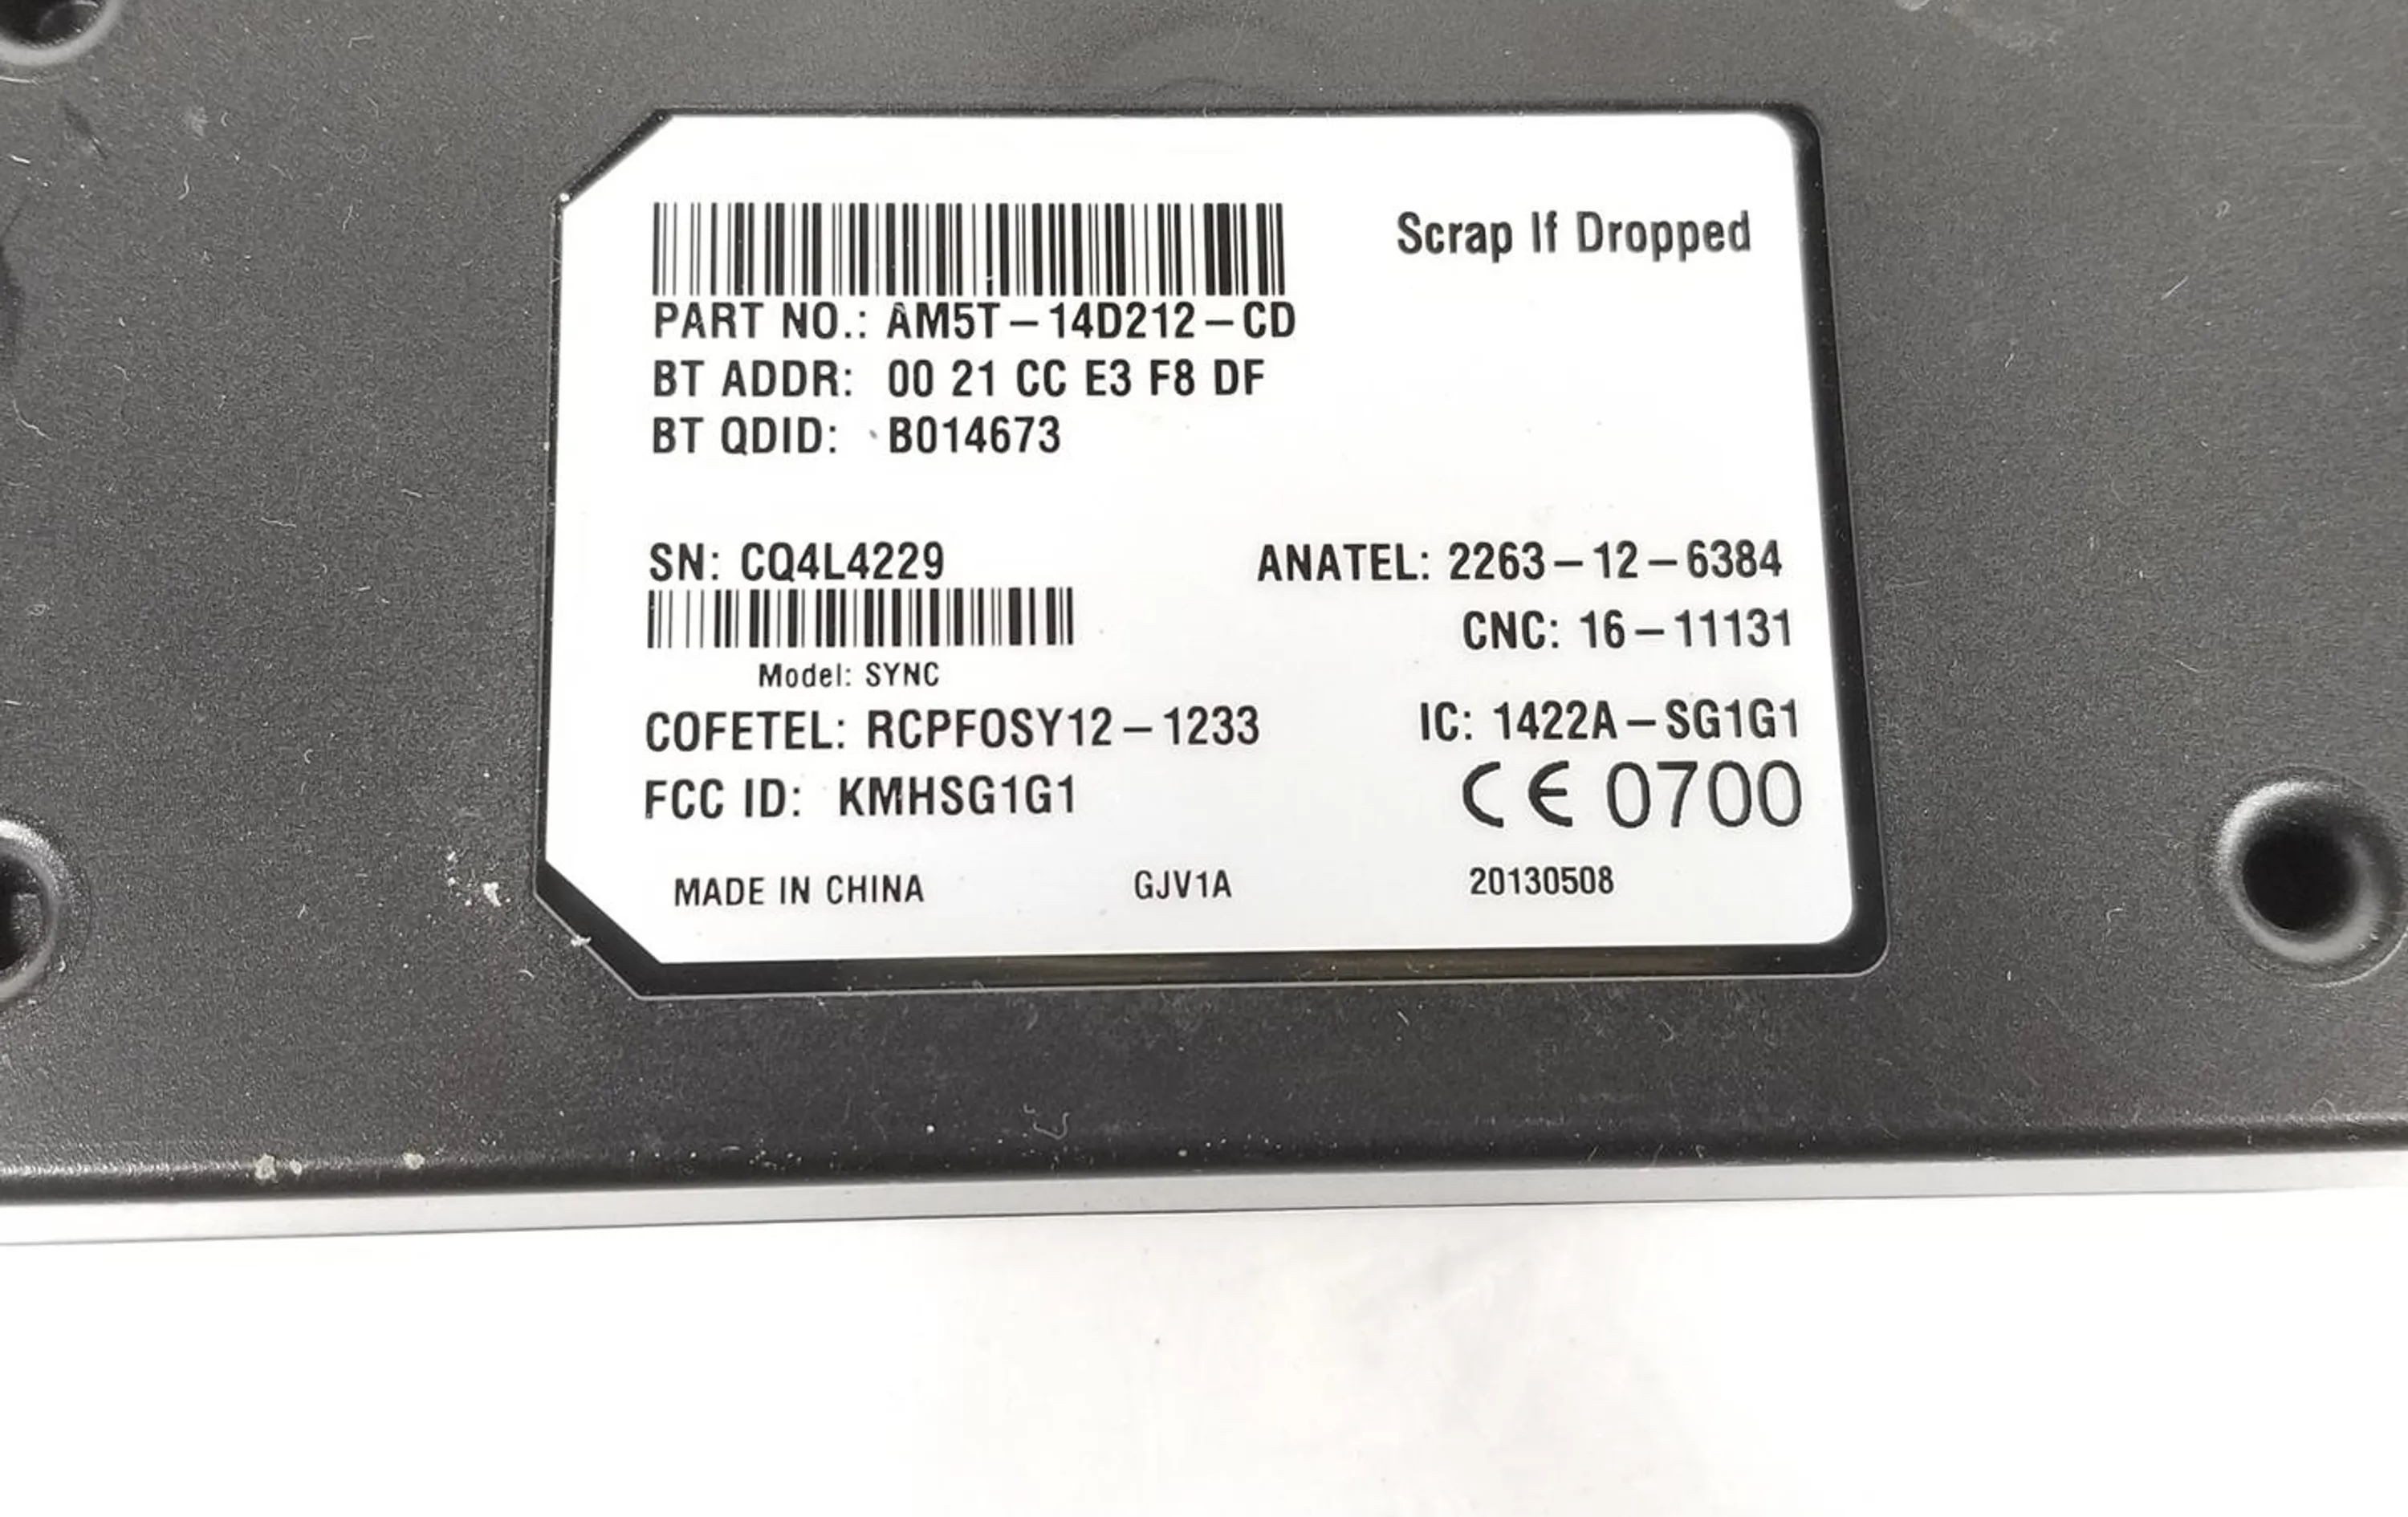 Scrap If Dropped
PART NO.: AM5T-14D212-CD
BT ADDR: 00 21 CC E3 F8 DF
BT QDID: B014673
SN: CQ4L4229
ANATEL: 2263-12-6384
CNC: 16-11131
Model: SYNC
COFETEL: RCPFOSY12-1233
IC: 1422A-SG1G1
FCC ID: KMHSG1G1
CE 0700
MADE IN CHINA
GJV1A
20130508